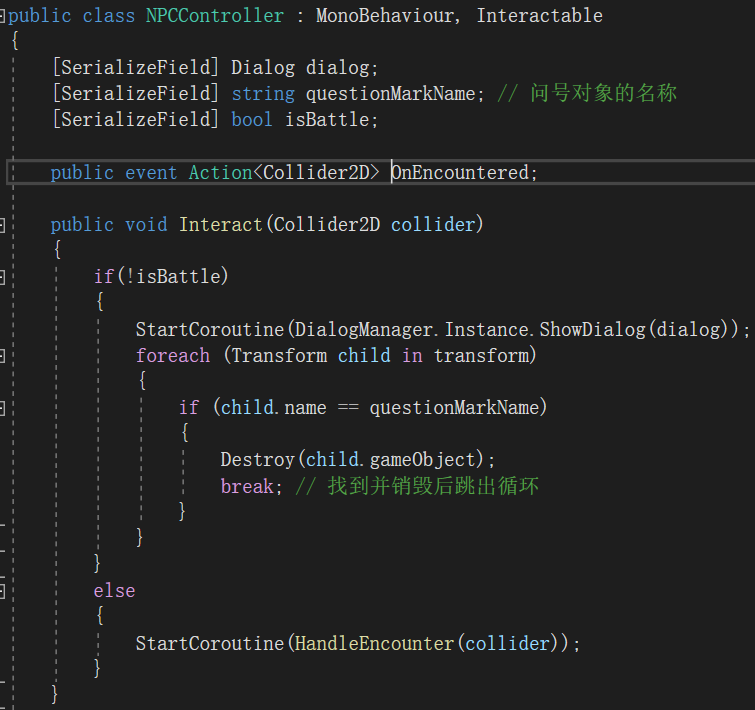 public class NPCController : MonoBehaviour, Interactable
{
[SerializeField] Dialog dialog;
[SerializeField] string questionMarkName; // 问号对象的名称
[SerializeField] bool isBattle;
public event Action<Collider2D> OnEncountered;
public void Interact(Collider2D collider)
{
if(!isBattle)
{
StartCoroutine(DialogManager.Instance.ShowDialog(dialog));
foreach (Transform child in transform)
{
if (child.name == questionMarkName)
{
Destroy(child.gameObject);
break; // 找到并销毁后跳出循环
}
}
}
else
{
StartCoroutine(HandleEncounter(collider));
}
}